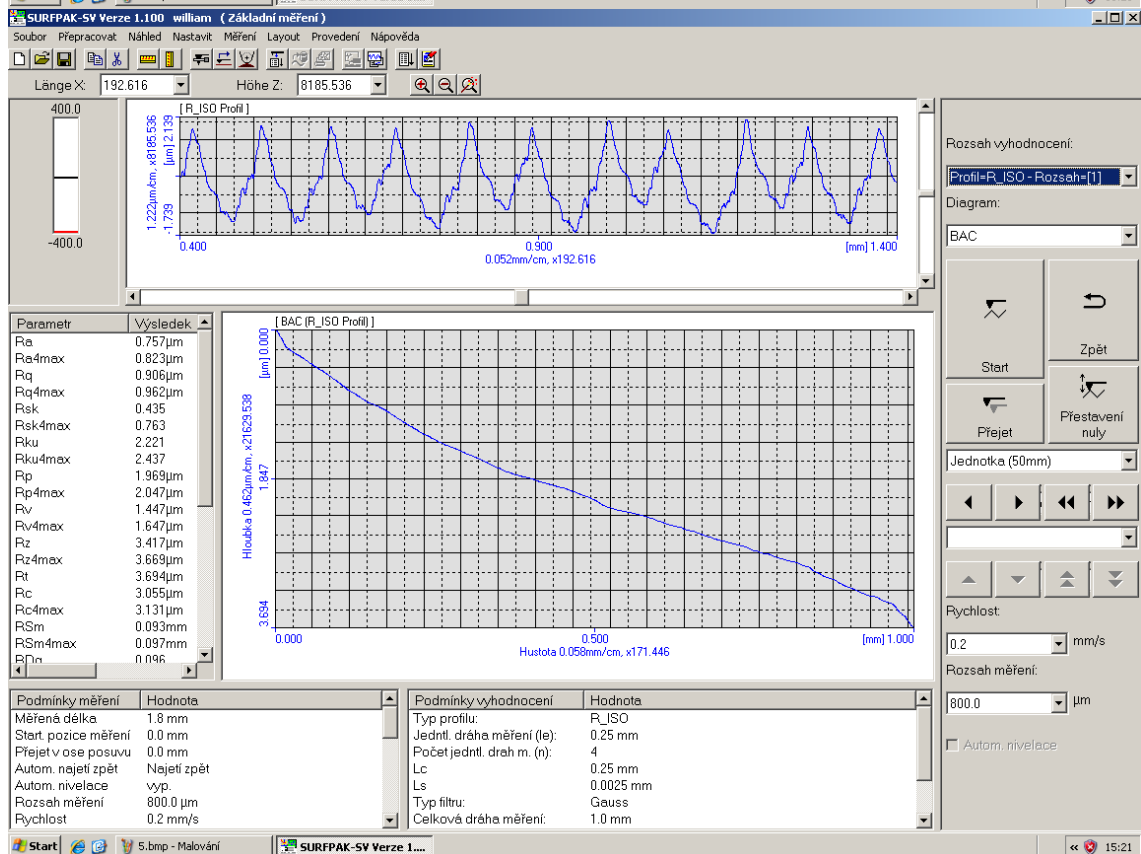 SURFPAK-SV Verze 1.100 william ( Základní měření )
Soubor Přepracovat Náhled Nastavit Měření Layout Provedení Nápověda
Länge X: 192.616 Höhe Z: 8185.536
400.0
-400.0
[ R_ISO Profil ]
1.222µm/cm, x8185.536
-1.739 [µm] 2.139
0.400 0.900 [mm] 1.400
0.052mm/cm, x192.616
Parametr Výsledek
Ra 0.757µm
Ra4max 0.823µm
Rq 0.906µm
Rq4max 0.962µm
Rsk 0.435
Rsk4max 0.763
Rku 2.221
Rku4max 2.437
Rp 1.969µm
Rp4max 2.047µm
Rv 1.447µm
Rv4max 1.647µm
Rz 3.417µm
Rz4max 3.669µm
Rt 3.694µm
Rc 3.055µm
Rc4max 3.131µm
RSm 0.093mm
RSm4max 0.097mm
RDq 0.096
[ BAC (R_ISO Profil) ]
Hloubka 0.462µm/cm, x21629.538
3.694 1.847 [µm] 0.000
0.000 0.500 [mm] 1.000
Hustota 0.058mm/cm, x171.446
Podmínky měření Hodnota
Měřená délka 1.8 mm
Start. pozice měření 0.0 mm
Přejet v ose posuvu 0.0 mm
Autom. najetí zpět Najetí zpět
Autom. nivelace vyp.
Rozsah měření 800.0 µm
Rychlost 0.2 mm/s
Podmínky vyhodnocení Hodnota
Typ profilu: R_ISO
Jedntl. dráha měření (le): 0.25 mm
Počet jedntl. drah m. (n): 4
Lc 0.25 mm
Ls 0.0025 mm
Typ filtru: Gauss
Celková dráha měření: 1.0 mm
Rozsah vyhodnocení:
Profil=R_ISO - Rozsah=[1]
Diagram:
BAC
Start
Zpět
Přejet
Přestavení
nuly
Jednotka (50mm)
Rychlost:
0.2 mm/s
Rozsah měření:
800.0 µm
Autom. nivelace
Start 5.bmp - Malování SURFPAK-SV Verze 1.... 15:21